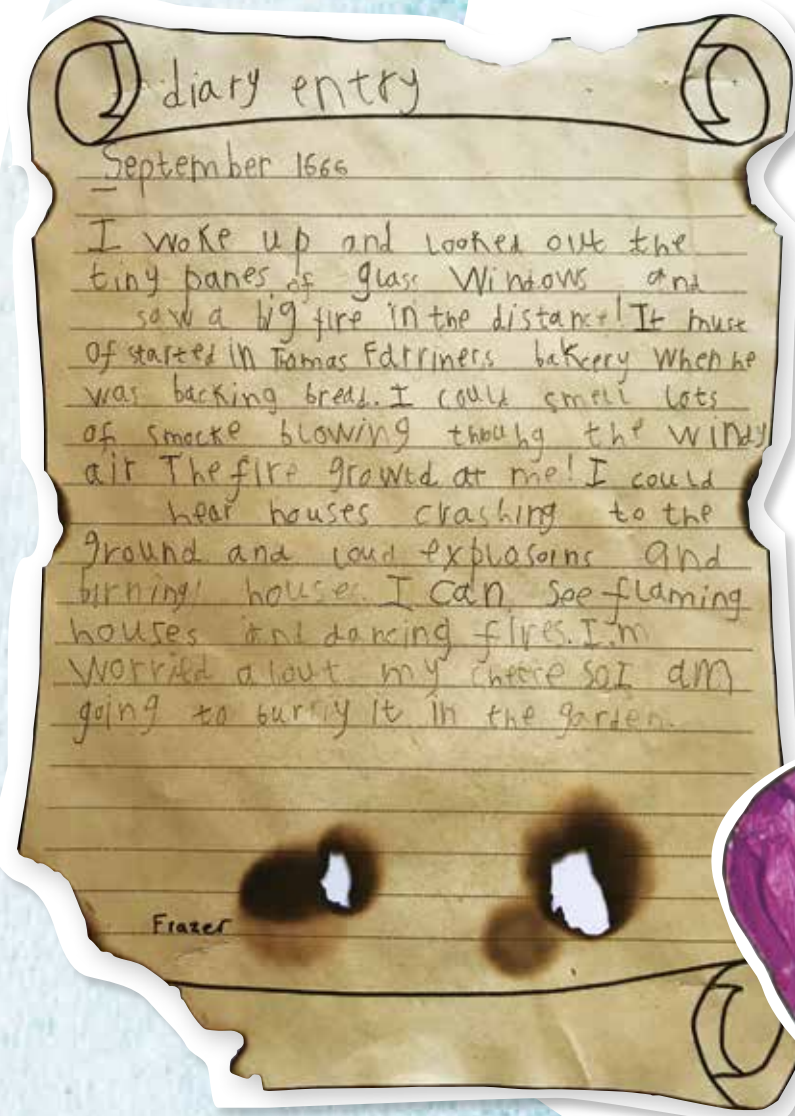 diary entry
September 1666
I woke up and looked out the
tiny panes of glass Windows and
saw a big fire in the distance! It must
of started in Tomas Farriners bakeery when he
was backing bread. I could smell lots
of smocke blowing thouhg the windy
air The fire growed at me! I could
hear houses crashing to the
ground and loud explosoins and
birning houses. I can see flaming
houses and dancing fires. I'm
worried about my cheese so I am
going to burry it in the garden.
Frazer